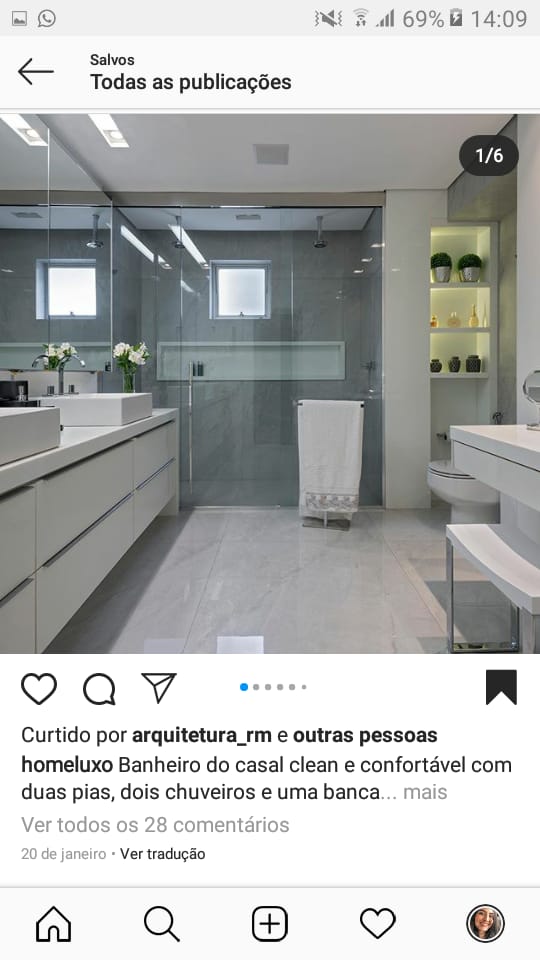 69% 14:09
Salvos
Todas as publicações
1/6
Curtido por arquitetura_rm e outras pessoas
homeluxo Banheiro do casal clean e confortável com
duas pias, dois chuveiros e uma banca... mais
Ver todos os 28 comentários
20 de janeiro • Ver tradução